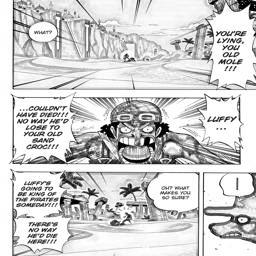 YOU'RE
LYING,
YOU
OLD
MOLE
!!!
WHAT?
LUFFY
...
...COULDN'T
HAVE DIED!!!
NO WAY HE'D
LOSE TO
YOUR OLD
SAND
CROC!!!
I
OH? WHAT
MAKES YOU
SO SURE?
LUFFY'S
GOING TO
BE KING
OF THE
PIRATES
SOMEDAY!!!
THERE'S
NO WAY
HE'D DIE
HERE!!!